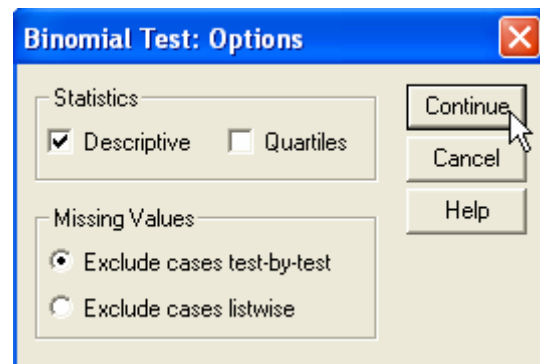 Binomial Test: Options
Statistics
Descriptive Quartiles
Missing Values
Exclude cases test-by-test
Exclude cases listwise
Continue
Cancel
Help